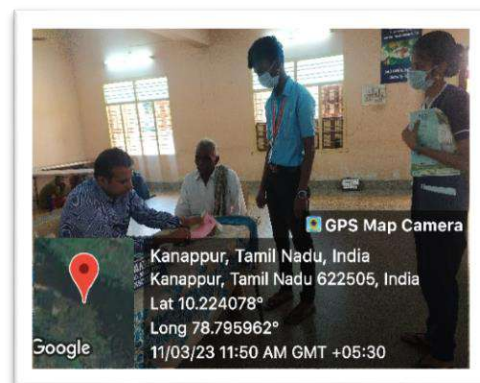 GPS Map Camera
Kanappur, Tamil Nadu, India
Kanappur, Tamil Nadu 622505, India
Lat 10.224078°
Long 78.795962°
11/03/23 11:50 AM GMT +05:30
Google